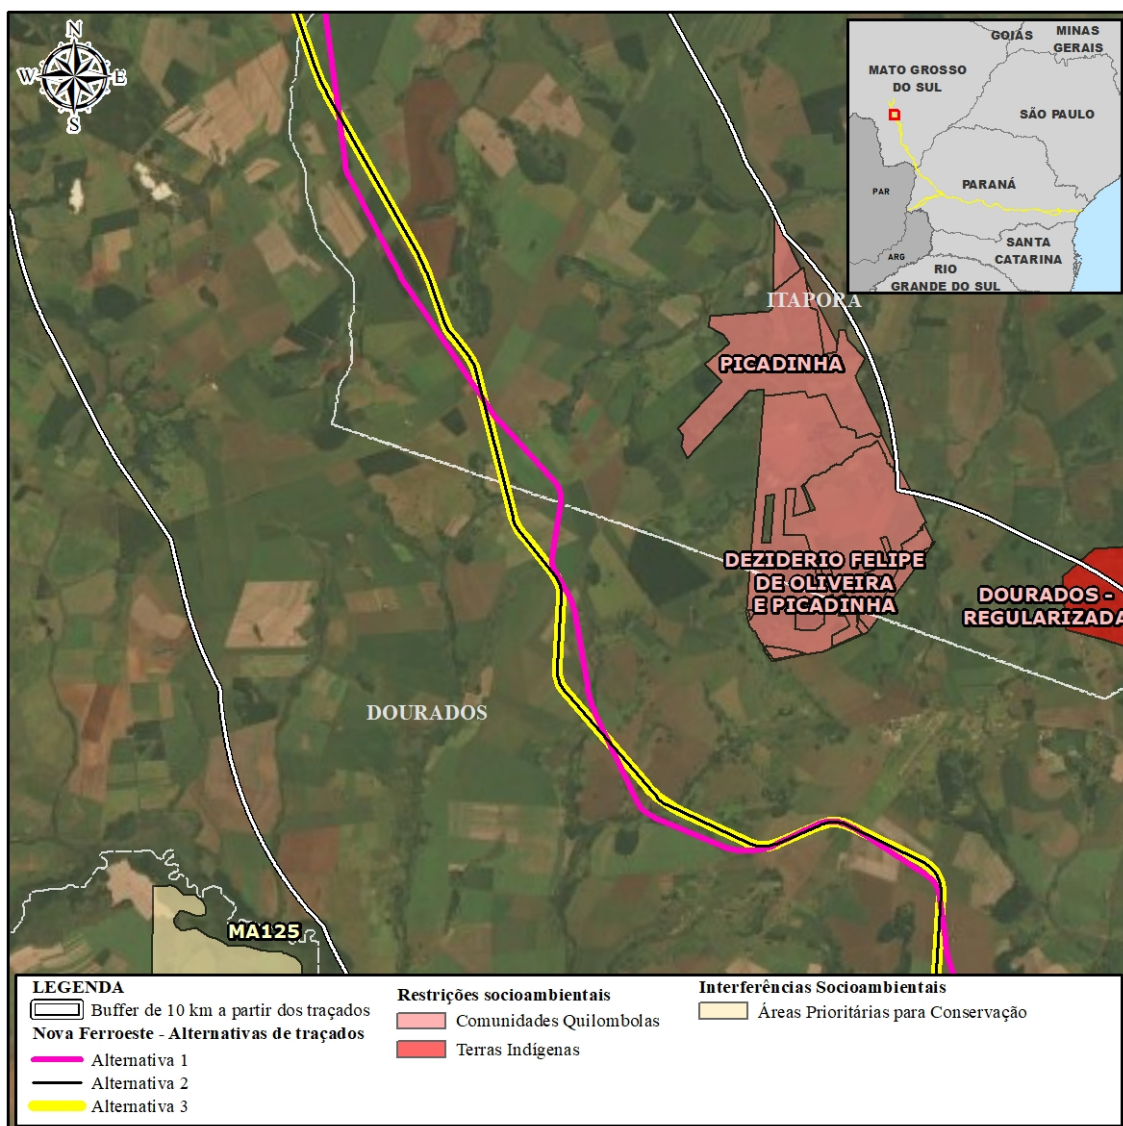 N
W
E
S
GOIÁS
MINAS
GERAIS
MATO GROSSO
DO SUL
SÃO PAULO
PAR
PARANÁ
ARG
SANTA
CATARINA
RIO
GRANDE DO SUL
ITAPORA
PICADINHA
DEZIDERIO FELIPE
DE OLIVEIRA
E PICADINHA
DOURADOS -
REGULARIZADA
DOURADOS
MA125
LEGENDA
Buffer de 10 km a partir dos traçados
Nova Ferroeste - Alternativas de traçados
Alternativa 1
Alternativa 2
Alternativa 3
Restrições socioambientais
Comunidades Quilombolas
Terras Indígenas
Interferências Socioambientais
Áreas Prioritárias para Conservação